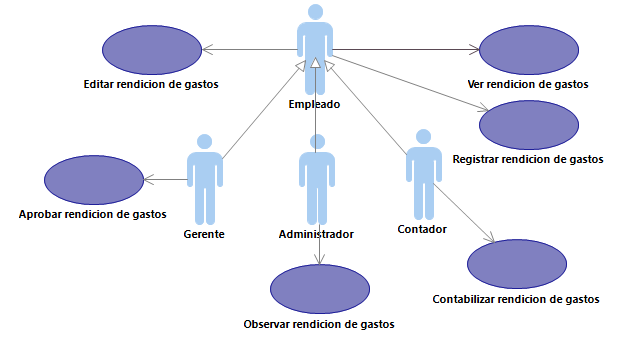 Editar rendicion de gastos
Ver rendicion de gastos
Empleado
Registrar rendicion de gastos
Aprobar rendicion de gastos
Gerente
Administrador
Contador
Contabilizar rendicion de gastos
Observar rendicion de gastos